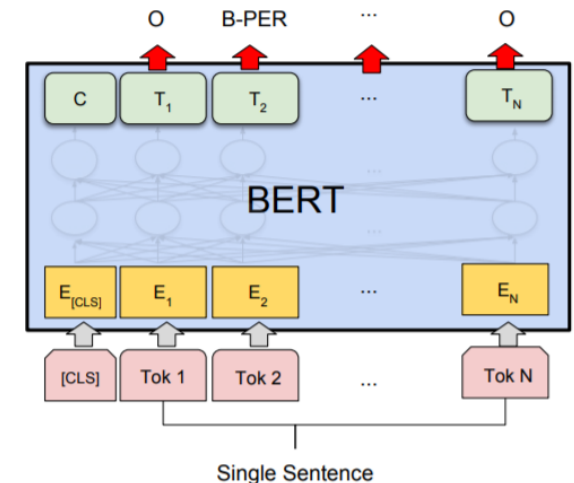 O B-PER ... O
C T1 T2 ... TN
...
BERT
...
E[CLS] E1 E2 ... EN
[CLS] Tok 1 Tok 2 ... Tok N
Single Sentence